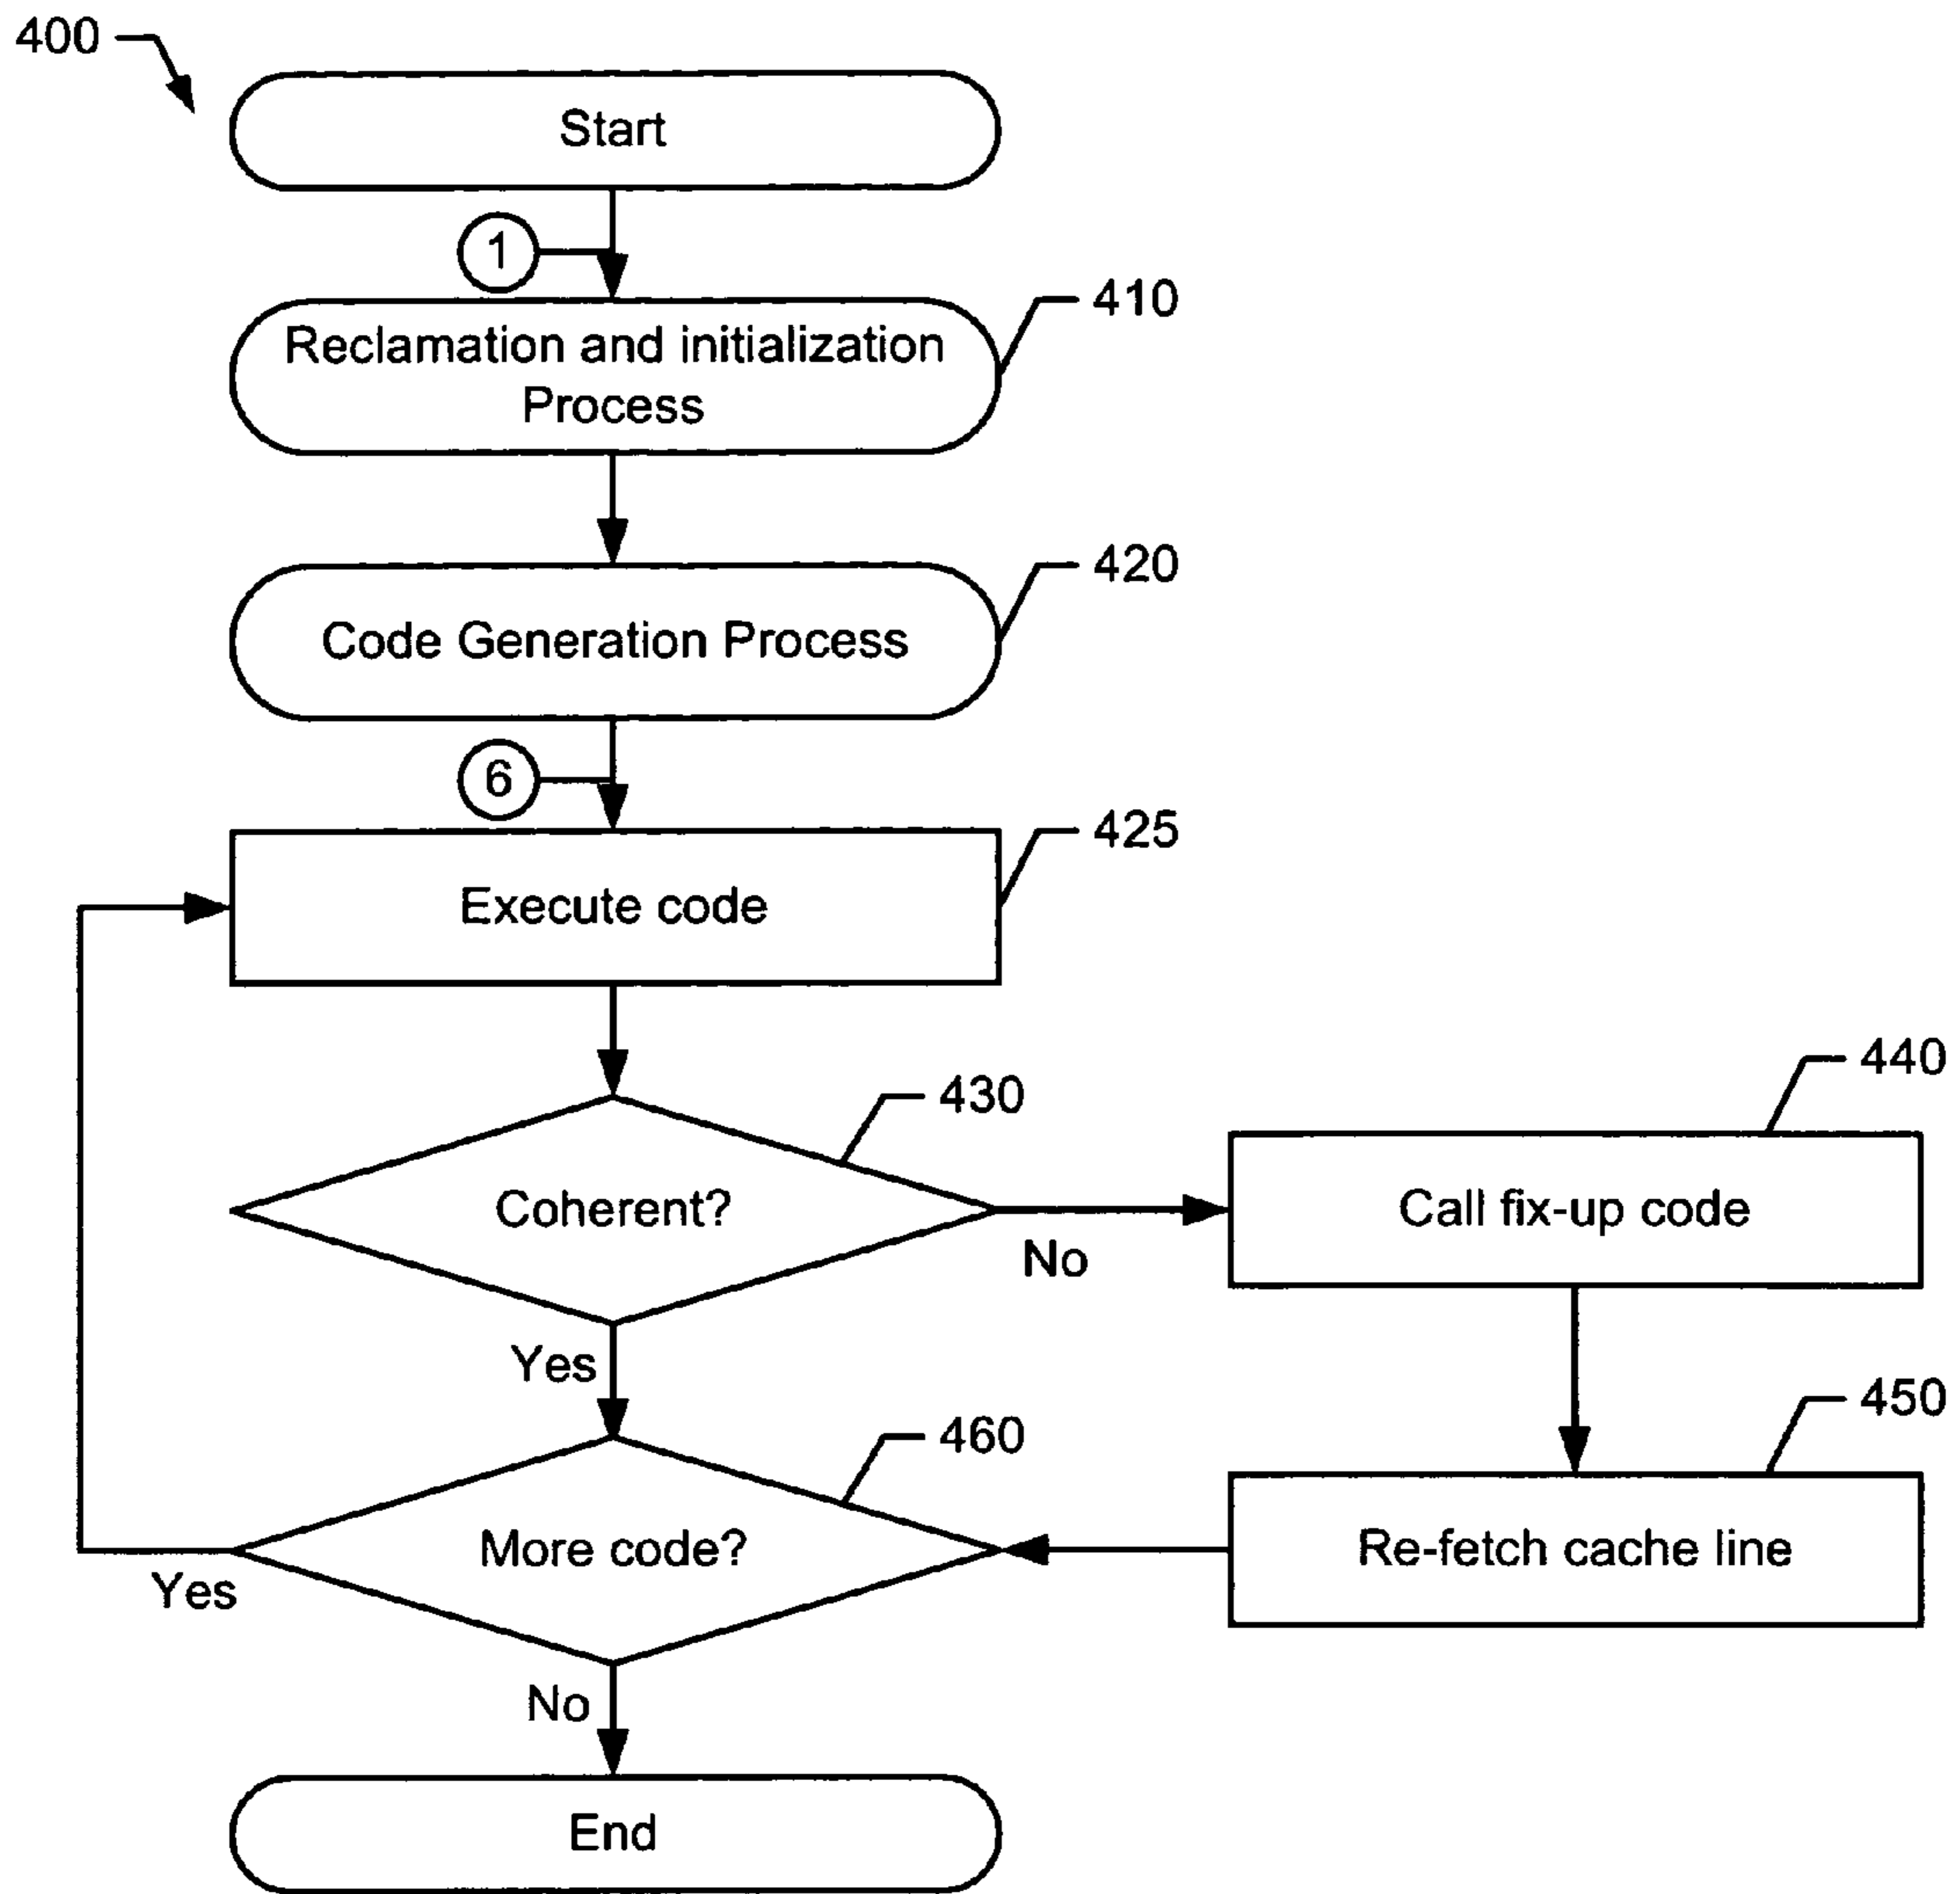 400
Start
1
410
Reclamation and initialization
Process
420
Code Generation Process
6
425
Execute code
430
Coherent?
No
440
Call fix-up code
Yes
450
460
More code?
Re-fetch cache line
Yes
No
End